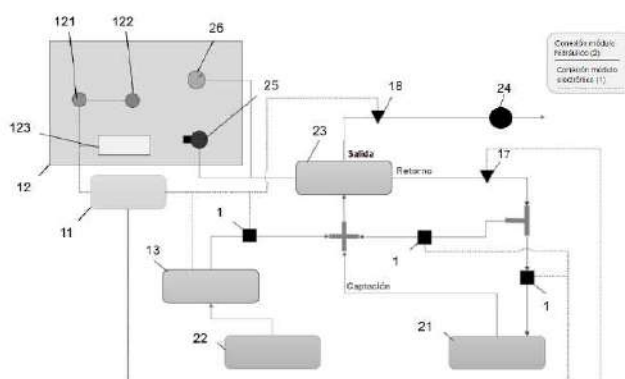 121
122
26
123
25
12
11
18
24
23
Salida
Retorno
17
1
13
1
1
Captación
22
21
Conexión módulo
hidráulico (2)
Conexión módulo
electrónico (1)